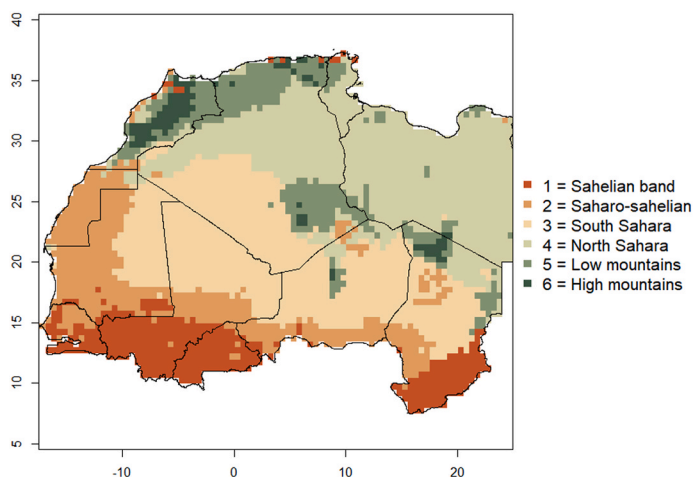 40
35
30
25
20
15
10
5
-10
0
10
20
1 = Sahelian band
2 = Saharo-sahelian
3 = South Sahara
4 = North Sahara
5 = Low mountains
6 = High mountains